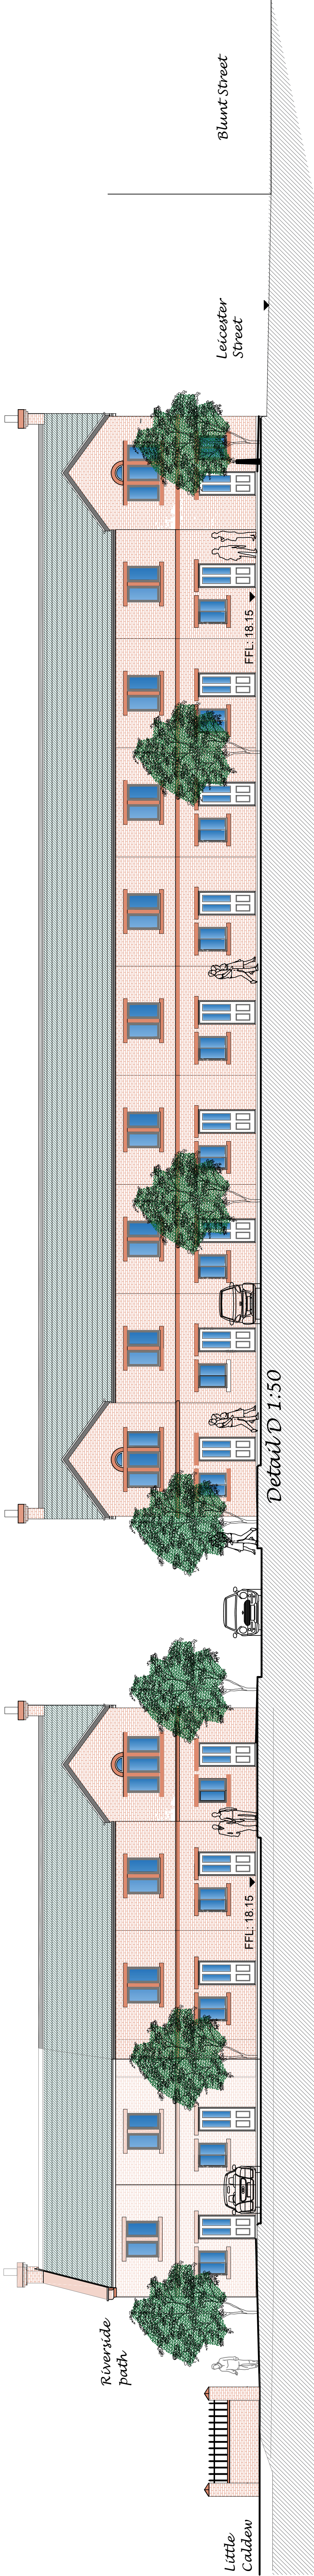 Little
Caldew
Riverside
path
FFL: 18.15
Detail D 1:50
FFL: 18.15
Leicester
Street
Blunt Street